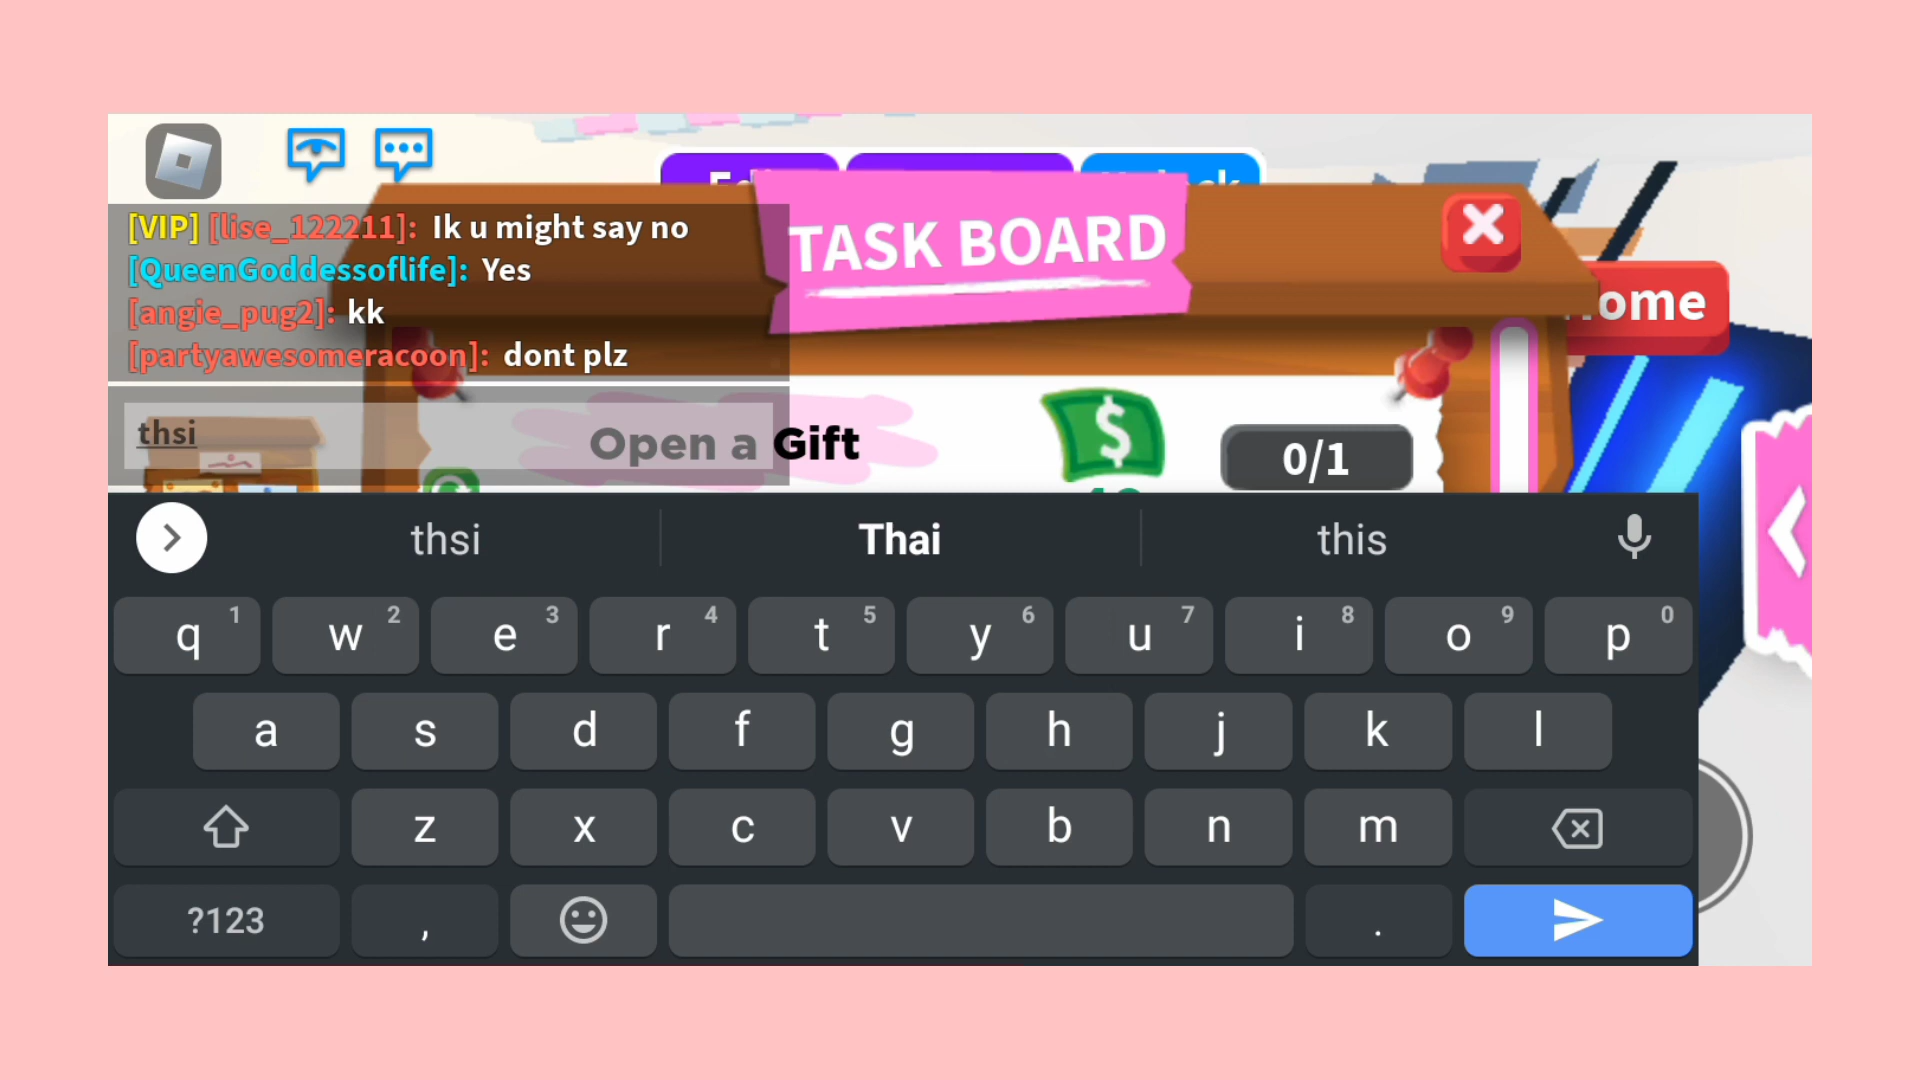 [VIP] [lise_122211]: Ik u might say no
[QueenGoddessoflife]: Yes
[angie_pug2]: kk
[partyawesomeracoon]: dont plz
TASK BOARD
ome
thsi
Open a Gift
0/1
thsi Thai this
q 1 w 2 e 3 r 4 t 5 y 6 u 7 i 8 o 9 p 0
a s d f g h j k l
z x c v b n m
?123 , .